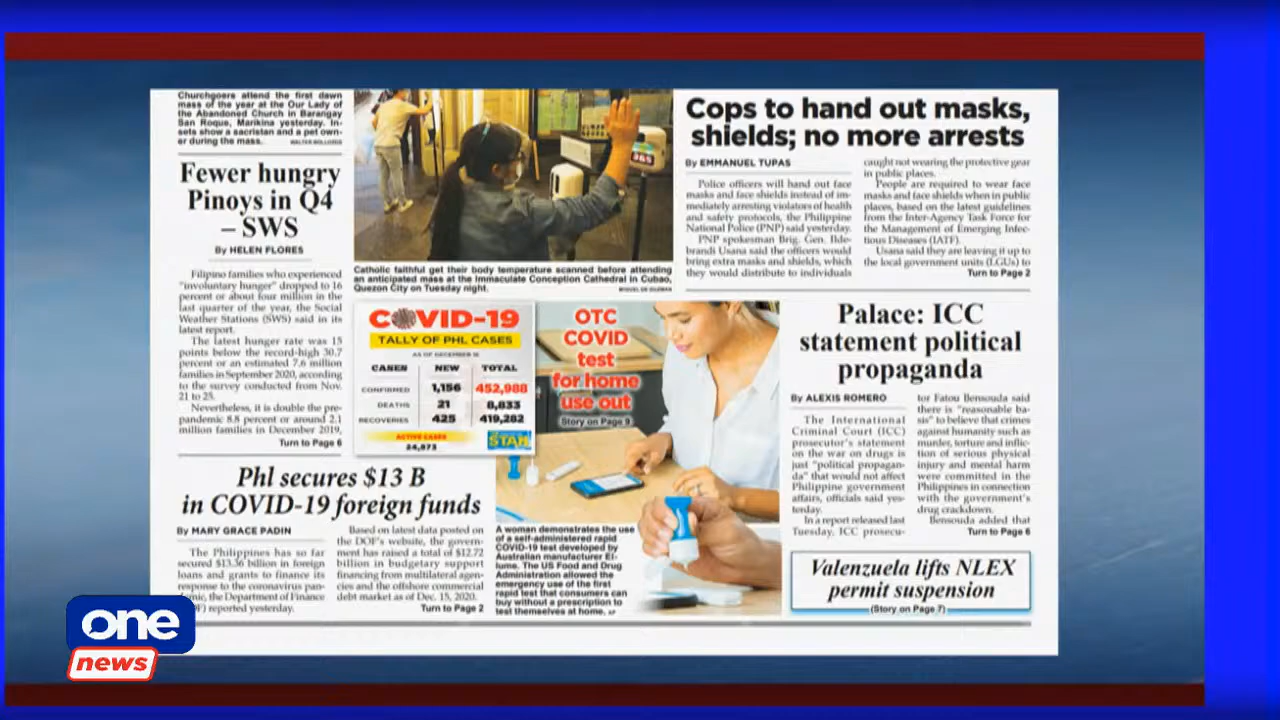 Churchgoers attend the first dawn
mass of the year at the Our Lady of
the Abandoned Church in Barangay
San Roque, Marikina yesterday. In-
sets show a sacristan and a pet own-
er during the mass.
Fewer hungry
Pinoys in Q4
– SWS
By HELEN FLORES
Filipino families who experienced
"involuntary hunger" dropped to 16
percent or about four million in the
last quarter of the year, the Social
Weather Stations (SWS) said in its
latest report.
The latest hunger rate was 15
points below the record-high 30.7
percent or an estimated 7.6 million
families in September 2020, according
to the survey conducted from Nov.
21 to 25.
Nevertheless, it is double the pre-
pandemic 8.8 percent or around 2.1
million families in December 2019,
Turn to Page 6
365
Catholic faithful get their body temperature scanned before attending
an anticipated mass at the Immaculate Conception Cathedral in Cubao,
Quezon City on Tuesday night.
Cops to hand out masks,
shields; no more arrests
By EMMANUEL TUPAS
Police officers will hand out face
masks and face shields instead of im-
mediately arresting violators of health
and safety protocols, the Philippine
National Police (PNP) said yesterday.
PNP spokesman Brig. Gen. Ilde-
brandi Usana said the officers would
bring extra masks and shields, which
they would distribute to individuals
caught not wearing the protective gear
in public places.
People are required to wear face
masks and face shields when in public
places, based on the latest guidelines
from the Inter-Agency Task Force for
the Management of Emerging Infec-
tious Diseases (IATF).
Usana said they are leaving it up to
the local government units (LGUs) to
Turn to Page 2
COVID-19
TALLY OF PHL CASES
AS OF DECEMBER 16
CASES NEW TOTAL
CONFIRMED 1,156 452,988
DEATHS 21 8,833
RECOVERIES 425 419,282
ACTIVE CASES
24,873
STAR
OTC
COVID
test
for home
use out
Story on Page 9
Palace: ICC
statement political
propaganda
By ALEXIS ROMERO
The International
Criminal Court (ICC)
prosecutor's statement
on the war on drugs is
just "political propagan-
da" that would not affect
Philippine government
affairs, officials said yes-
terday.
In a report released last
Tuesday, ICC prosecu-
tor Fatou Bensouda said
there is "reasonable ba-
sis" to believe that crimes
against humanity such as
murder, torture and inflic-
tion of serious physical
injury and mental harm
were committed in the
Philippines in connection
with the government's
drug crackdown.
Bensouda added that
Turn to Page 6
Phl secures $13 B
in COVID-19 foreign funds
By MARY GRACE PADIN
The Philippines has so far
secured $13.36 billion in foreign
loans and grants to finance its
response to the coronavirus pan-
demic, the Department of Finance
(DOF) reported yesterday.
Based on latest data posted on
the DOF's website, the govern-
ment has raised a total of $12.72
billion in budgetary support
financing from multilateral agen-
cies and the offshore commercial
debt market as of Dec. 15, 2020.
Turn to Page 2
A woman demonstrates the use
of a self-administered rapid
COVID-19 test developed by
Australian manufacturer El-
lume. The US Food and Drug
Administration allowed the
emergency use of the first
rapid test that consumers can
buy without a prescription to
test themselves at home. AP
Valenzuela lifts NLEX
permit suspension
(Story on Page 7)
one
news